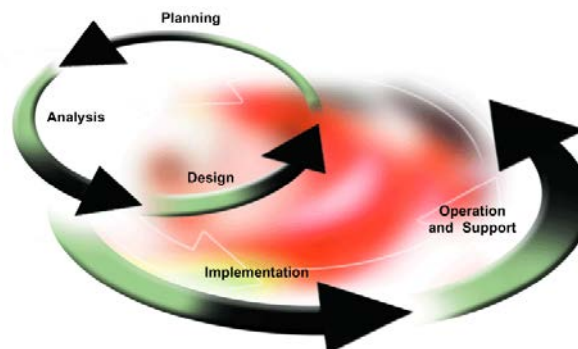 Planning
Analysis
Design
Operation
and Support
Implementation